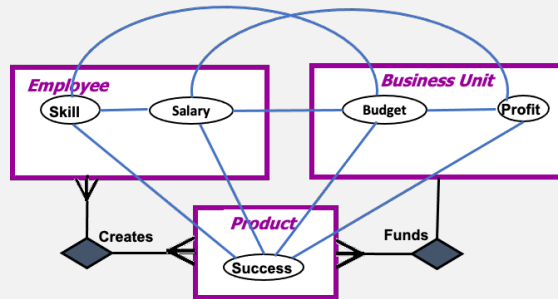 Employee
Business Unit
Skill
Salary
Budget
Profit
Product
Creates
Funds
Success